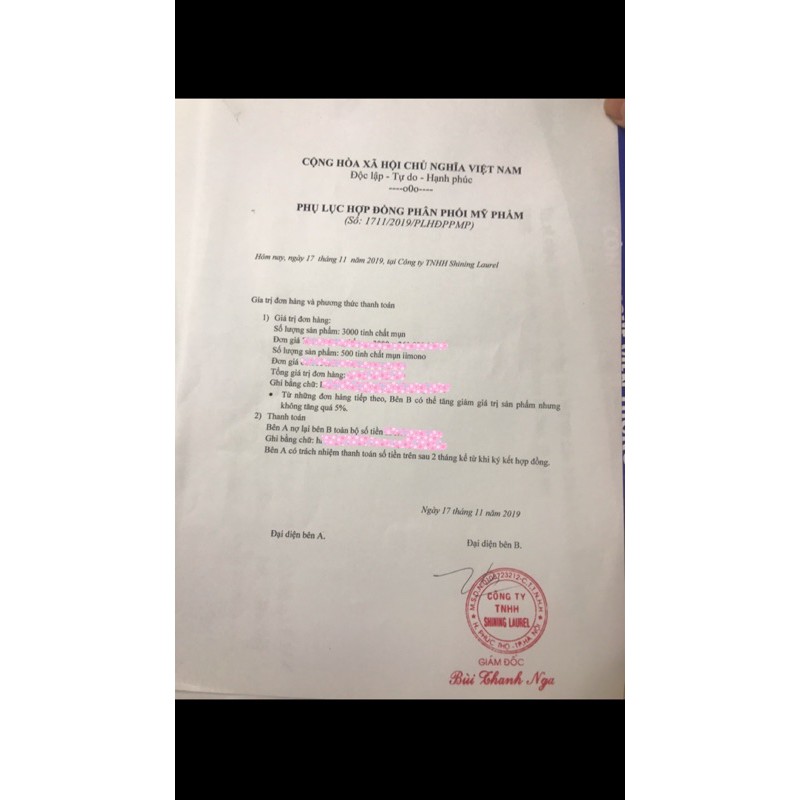 CỘNG HÒA XÃ HỘI CHỦ NGHĨA VIỆT NAM
Độc lập - Tự do - Hạnh phúc
----o0o----
PHỤ LỤC HỢP ĐỒNG PHÂN PHỐI MỸ PHẨM
(Số: 1711/2019/PLHĐPPMP)
Hôm nay, ngày 17 tháng 11 năm 2019, tại Công ty TNHH Shining Laurel
Giá trị đơn hàng và phương thức thanh toán
1) Giá trị đơn hàng:
Số lượng sản phẩm: 3000 tinh chất mụn
Đơn giá
Số lượng sản phẩm: 500 tinh chất mụn iimono
Đơn giá
Tổng giá trị đơn hàng:
Ghi bằng chữ:
• Từ những đơn hàng tiếp theo, Bên B có thể tăng giảm giá trị sản phẩm nhưng
không tăng quá 5%.
2) Thanh toán
Bên A nợ lại bên B toàn bộ số tiền
Ghi bằng chữ:
Bên A có trách nhiệm thanh toán số tiền trên sau 2 tháng kể từ khi ký kết hợp đồng.
Ngày 17 tháng 11 năm 2019
Đại diện bên A.
Đại diện bên B.
CÔNG TY
TNHH
SHINING LAUREL
H. PHÚC THỌ - TP. HÀ NỘI
GIÁM ĐỐC
Bùi Thanh Nga